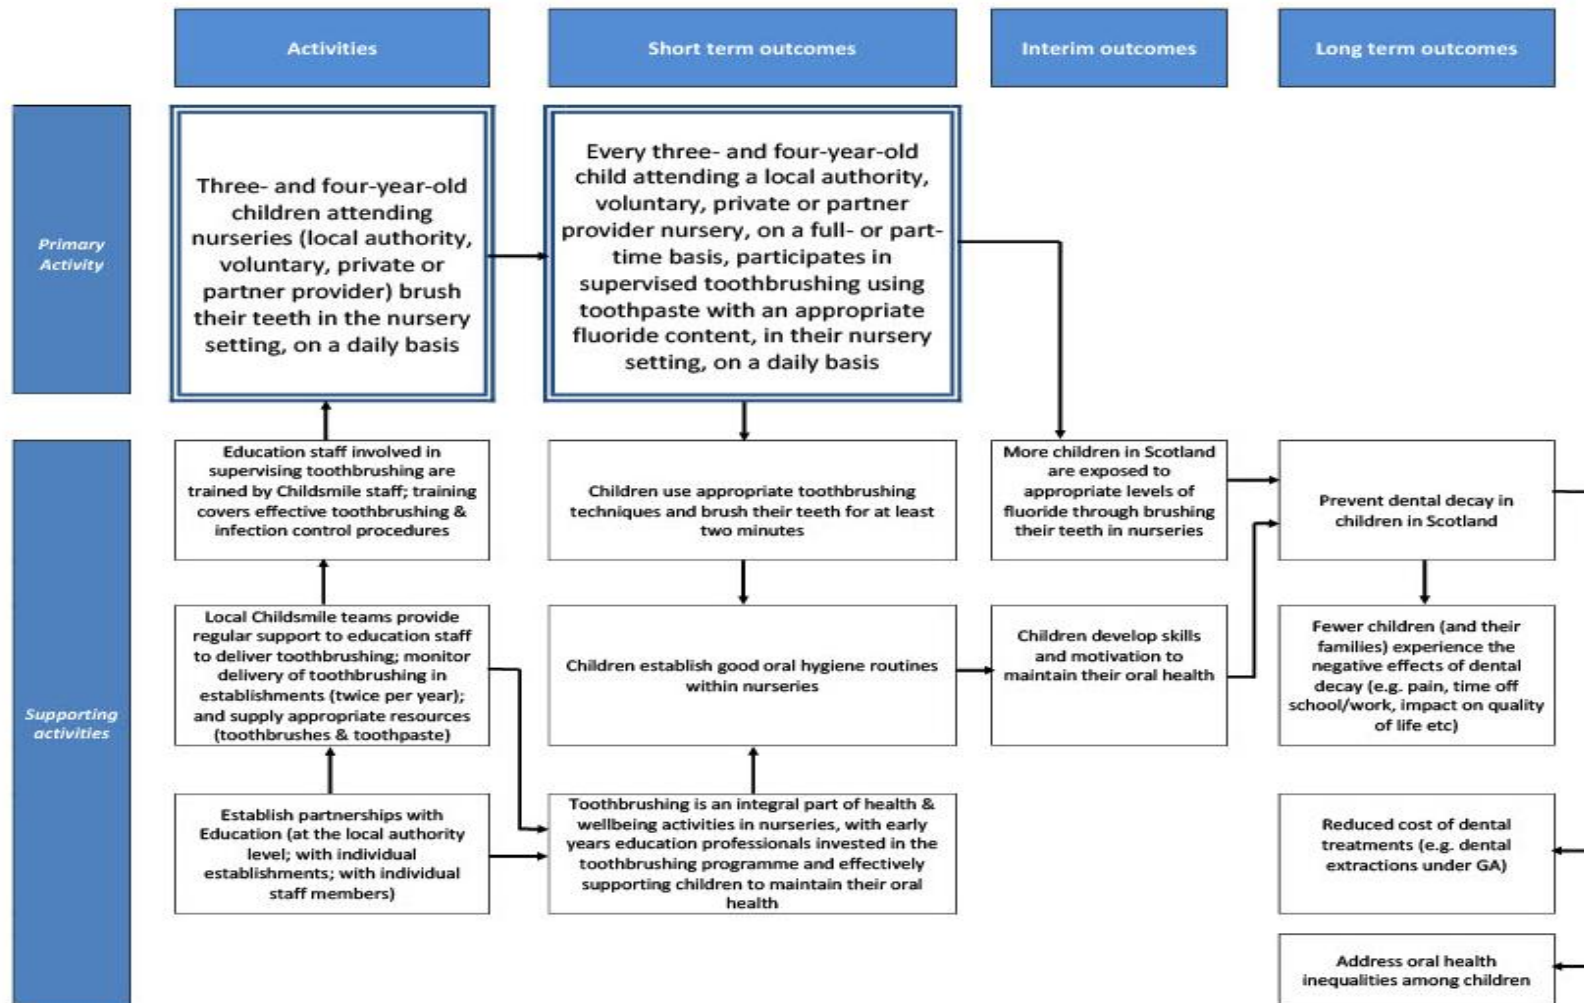 Activities
Short term outcomes
Interim outcomes
Long term outcomes
Primary
Activity
Three- and four-year-old
children attending
nurseries (local authority,
voluntary, private or
partner provider) brush
their teeth in the nursery
setting, on a daily basis
Every three- and four-year-old
child attending a local authority,
voluntary, private or partner
provider nursery, on a full- or part-
time basis, participates in
supervised toothbrushing using
toothpaste with an appropriate
fluoride content, in their nursery
setting, on a daily basis
Supporting
activities
Education staff involved in
supervising toothbrushing are
trained by Childsmile staff; training
covers effective toothbrushing &
infection control procedures
Children use appropriate toothbrushing
techniques and brush their teeth for at least
two minutes
More children in Scotland
are exposed to
appropriate levels of
fluoride through brushing
their teeth in nurseries
Prevent dental decay in
children in Scotland
Local Childsmile teams provide
regular support to education staff
to deliver toothbrushing; monitor
delivery of toothbrushing in
establishments (twice per year);
and supply appropriate resources
(toothbrushes & toothpaste)
Children establish good oral hygiene routines
within nurseries
Children develop skills
and motivation to
maintain their oral health
Fewer children (and their
families) experience the
negative effects of dental
decay (e.g. pain, time off
school/work, impact on quality
of life etc)
Establish partnerships with
Education (at the local authority
level; with individual
establishments; with individual
staff members)
Toothbrushing is an integral part of health &
wellbeing activities in nurseries, with early
years education professionals invested in the
toothbrushing programme and effectively
supporting children to maintain their oral
health
Reduced cost of dental
treatments (e.g. dental
extractions under GA)
Address oral health
inequalities among children